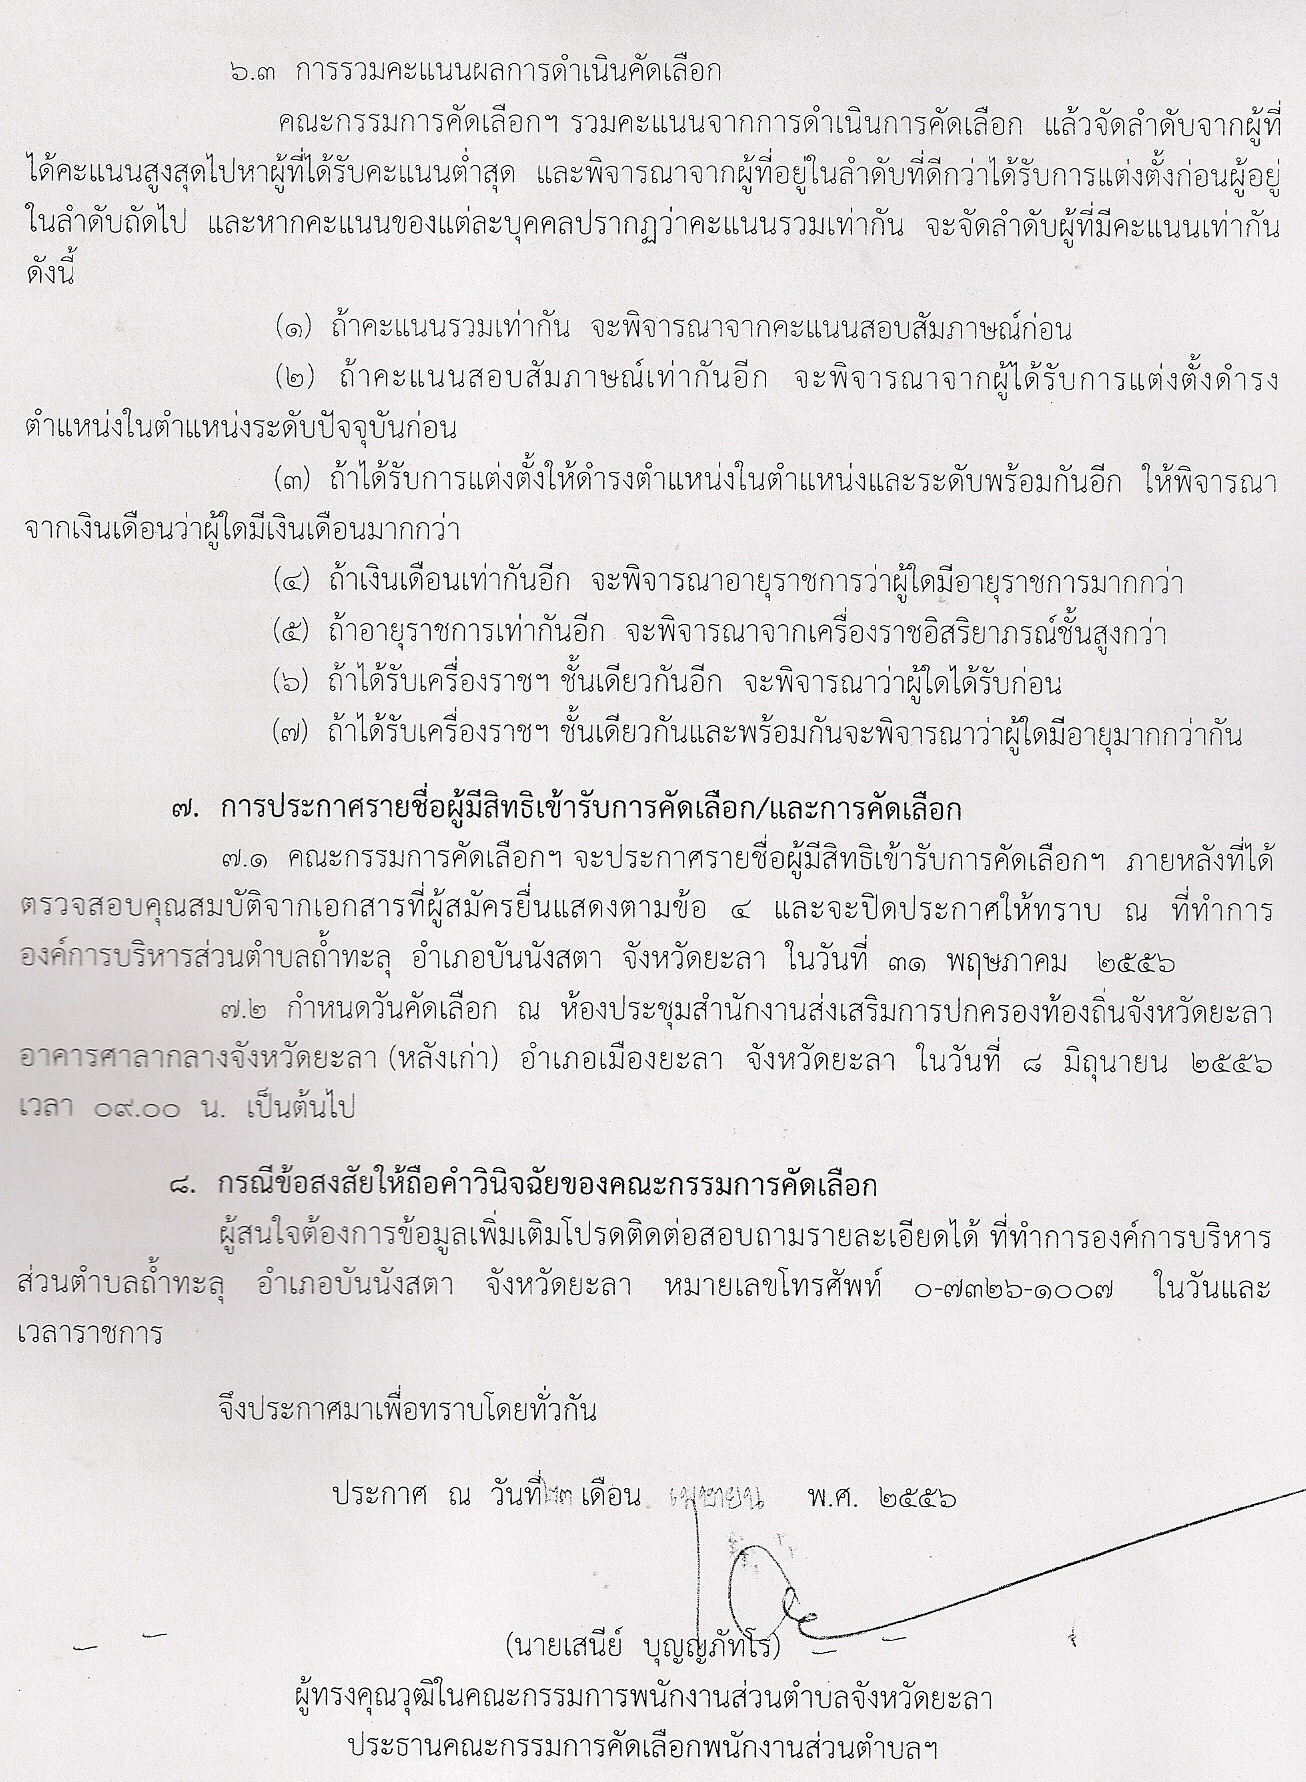 ๖.๓ การรวมคะแนนผลการดำเนินคัดเลือก
คณะกรรมการคัดเลือกฯ รวมคะแนนจากการดำเนินการคัดเลือก แล้วจัดลำดับจากผู้ที่
ได้คะแนนสูงสุดไปหาผู้ที่ได้รับคะแนนต่ำสุด และพิจารณาจากผู้ที่อยู่ในลำดับที่ดีกว่าได้รับการแต่งตั้งก่อนผู้อยู่
ในลำดับถัดไป และหากคะแนนของแต่ละบุคคลปรากฏว่าคะแนนรวมเท่ากัน จะจัดลำดับผู้ที่มีคะแนนเท่ากัน
ดังนี้
(๑) ถ้าคะแนนรวมเท่ากัน จะพิจารณาจากคะแนนสอบสัมภาษณ์ก่อน
(๒) ถ้าคะแนนสอบสัมภาษณ์เท่ากันอีก จะพิจารณาจากผู้ได้รับการแต่งตั้งดำรง
ตำแหน่งในตำแหน่งระดับปัจจุบันก่อน
(๓) ถ้าได้รับการแต่งตั้งให้ดำรงตำแหน่งในตำแหน่งและระดับพร้อมกันอีก ให้พิจารณา
จากเงินเดือนว่าผู้ใดมีเงินเดือนมากกว่า
(๔) ถ้าเงินเดือนเท่ากันอีก จะพิจารณาอายุราชการว่าผู้ใดมีอายุราชการมากกว่า
(๕) ถ้าอายุราชการเท่ากันอีก จะพิจารณาจากเครื่องราชอิสริยาภรณ์ชั้นสูงกว่า
(๖) ถ้าได้รับเครื่องราชฯ ชั้นเดียวกันอีก จะพิจารณาว่าผู้ใดได้รับก่อน
(๗) ถ้าได้รับเครื่องราชฯ ชั้นเดียวกันและพร้อมกันจะพิจารณาว่าผู้ใดมีอายุมากกว่ากัน
๗. การประกาศรายชื่อผู้มีสิทธิเข้ารับการคัดเลือก/และการคัดเลือก
๗.๑ คณะกรรมการคัดเลือกฯ จะประกาศรายชื่อผู้มีสิทธิเข้ารับการคัดเลือกฯ ภายหลังที่ได้
ตรวจสอบคุณสมบัติจากเอกสารที่ผู้สมัครยื่นแสดงตามข้อ ๔ และจะปิดประกาศให้ทราบ ณ ที่ทำการ
องค์การบริหารส่วนตำบลถ้ำทะลุ อำเภอบันนังสตา จังหวัดยะลา ในวันที่ ๓๑ พฤษภาคม ๒๕๕๖
๗.๒ กำหนดวันคัดเลือก ณ ห้องประชุมสำนักงานส่งเสริมการปกครองท้องถิ่นจังหวัดยะลา
อาคารศาลากลางจังหวัดยะลา (หลังเก่า) อำเภอเมืองยะลา จังหวัดยะลา ในวันที่ ๘ มิถุนายน ๒๕๕๖
เวลา ๐๙.๐๐ น. เป็นต้นไป
๘. กรณีข้อสงสัยให้ถือคำวินิจฉัยของคณะกรรมการคัดเลือก
ผู้สนใจต้องการข้อมูลเพิ่มเติมโปรดติดต่อสอบถามรายละเอียดได้ ที่ทำการองค์การบริหาร
ส่วนตำบลถ้ำทะลุ อำเภอบันนังสตา จังหวัดยะลา หมายเลขโทรศัพท์ ๐-๗๓๒๖-๑๐๐๗ ในวันและ
เวลาราชการ
จึงประกาศมาเพื่อทราบโดยทั่วกัน
ประกาศ ณ วันที่ ๒๓ เดือน เมษายน พ.ศ. ๒๕๕๖
(นายเสนีย์ บุญญภัทโร)
ผู้ทรงคุณวุฒิในคณะกรรมการพนักงานส่วนตำบลจังหวัดยะลา
ประธานคณะกรรมการคัดเลือกพนักงานส่วนตำบลฯ